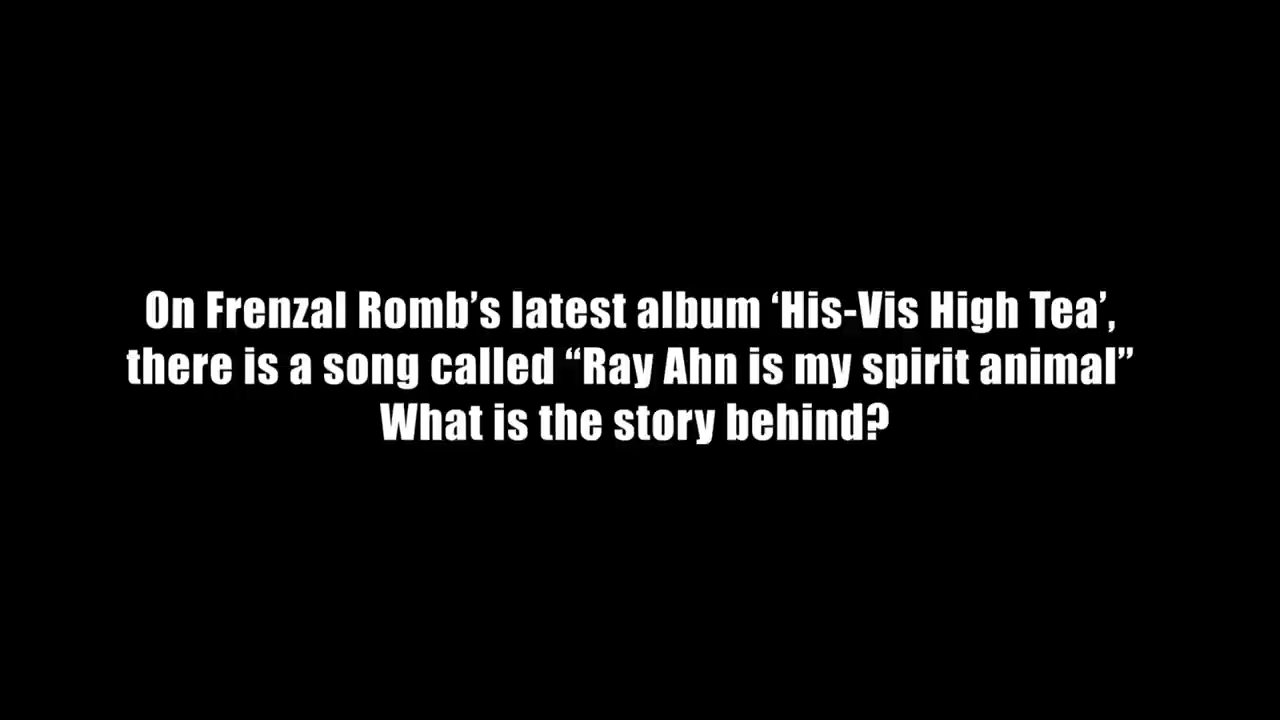 On Frenzal Romb’s latest album ‘His-Vis High Tea’,
there is a song called “Ray Ahn is my spirit animal”
What is the story behind?